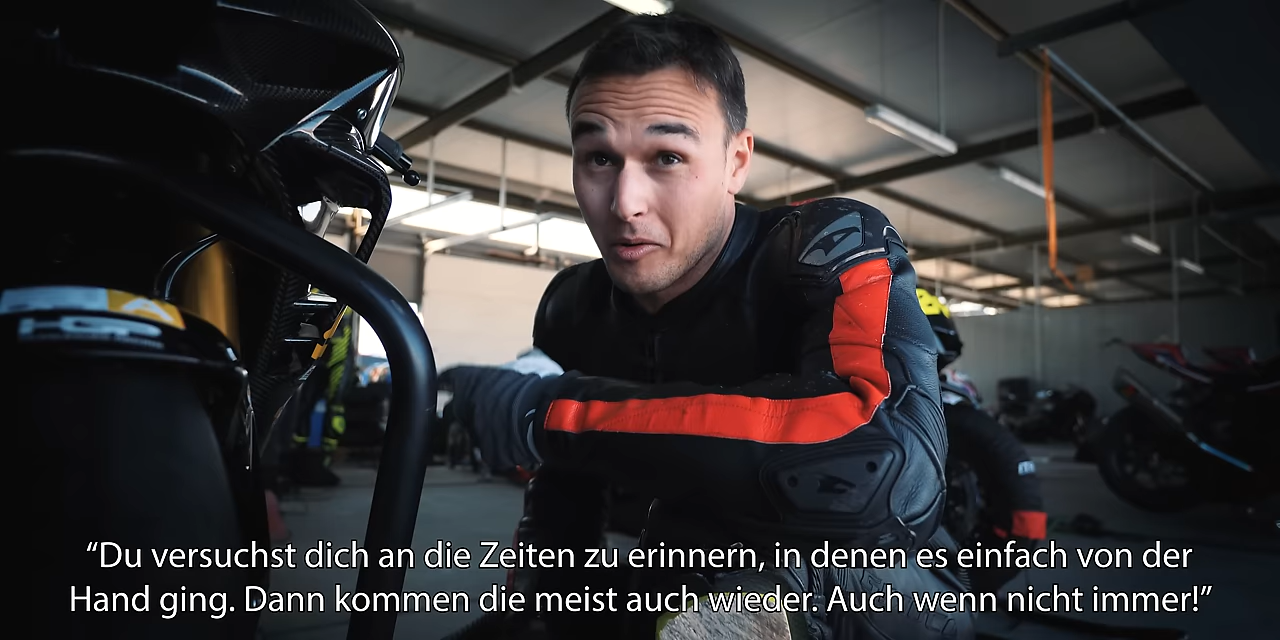 “Du versuchst dich an die Zeiten zu erinnern, in denen es einfach von der
Hand ging. Dann kommen die meist auch wieder. Auch wenn nicht immer!”